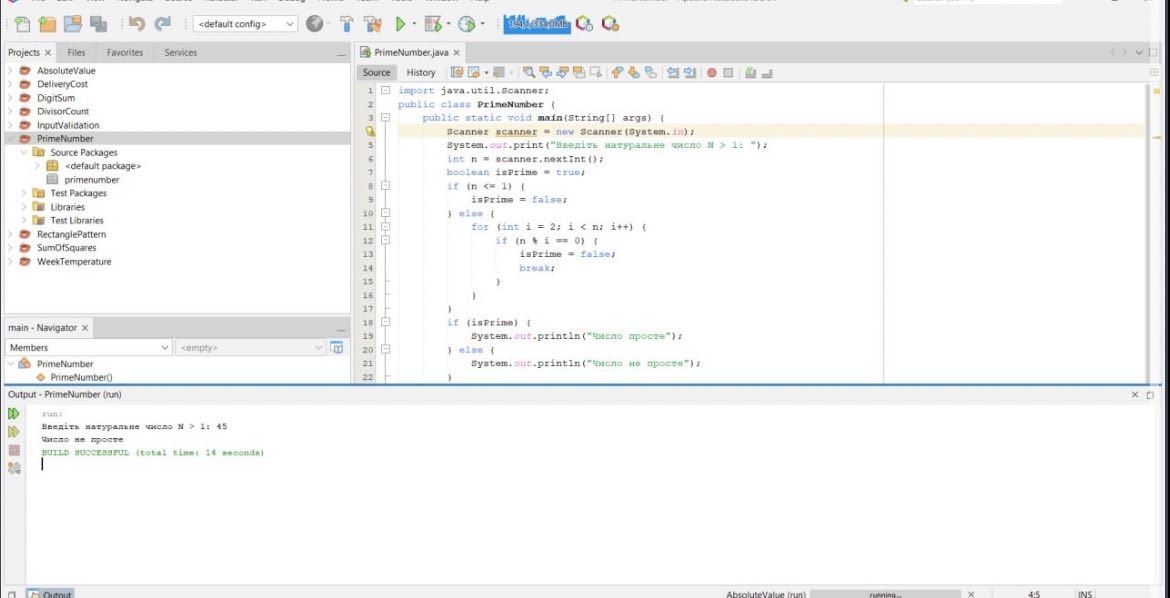 <default config>
194,1/334,0MB
Projects
Files
Favorites
Services
AbsoluteValue
DeliveryCost
DigitSum
DivisorCount
InputValidation
PrimeNumber
Source Packages
<default package>
primenumber
Test Packages
Libraries
Test Libraries
RectanglePattern
SumOfSquares
WeekTemperature
main - Navigator
Members
<empty>
PrimeNumber
PrimeNumber()
PrimeNumber.java
Source
History
1 import java.util.Scanner;
2 public class PrimeNumber {
3 public static void main(String[] args) {
Scanner scanner = new Scanner(System.in);
5 System.out.print("Введіть натуральне число N > 1: ");
6 int n = scanner.nextInt();
7 boolean isPrime = true;
8 if (n <= 1) {
9 isPrime = false;
10 } else {
11 for (int i = 2; i < n; i++) {
12 if (n % i == 0) {
13 isPrime = false;
14 break;
15 }
16 }
17 }
18 if (isPrime) {
19 System.out.println("Число просте");
20 } else {
21 System.out.println("Число не просте");
22 }
Output - PrimeNumber (run)
run:
Введіть натуральне число N > 1: 45
Число не просте
BUILD SUCCESSFUL (total time: 14 seconds)
Output
AbsoluteValue (run)
running...
4:5
INS